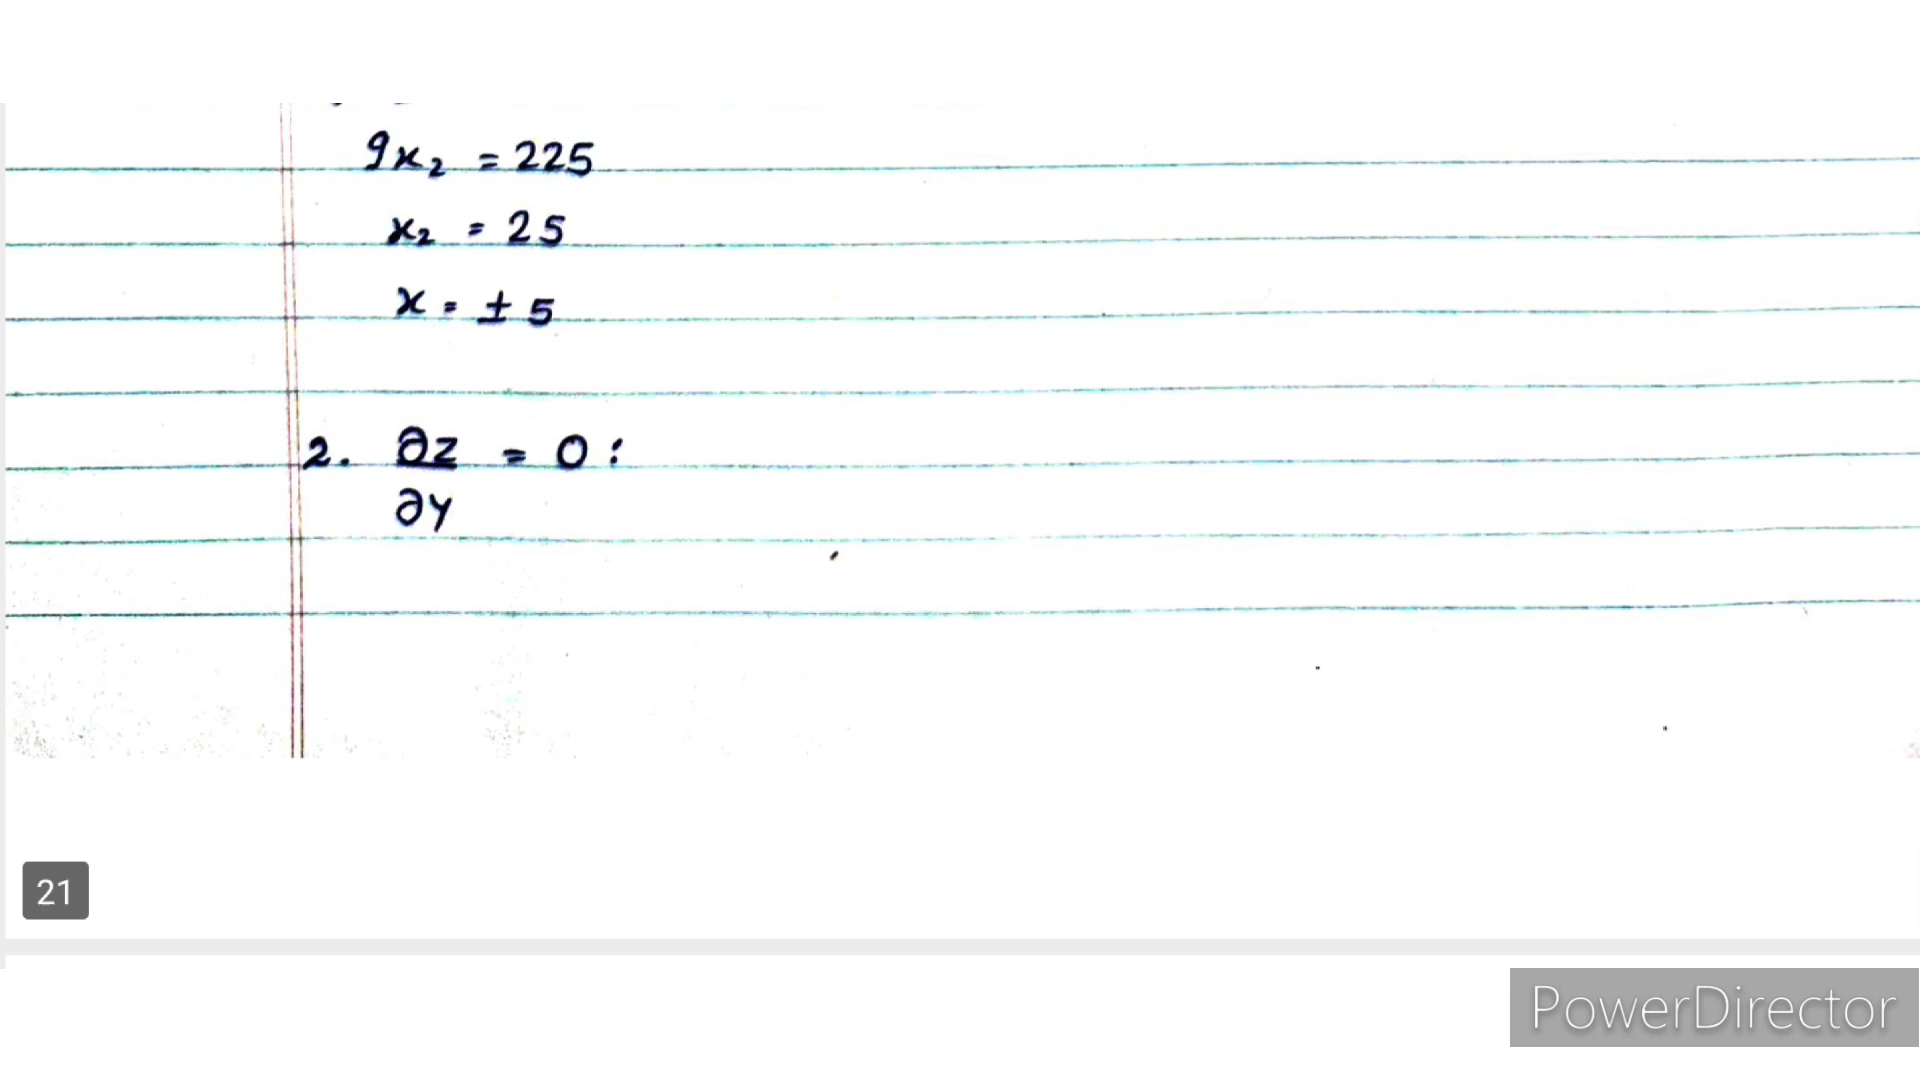 9x₂ = 225
x₂ = 25
x = ± 5
2. ∂z = 0 :
∂y
21
PowerDirector